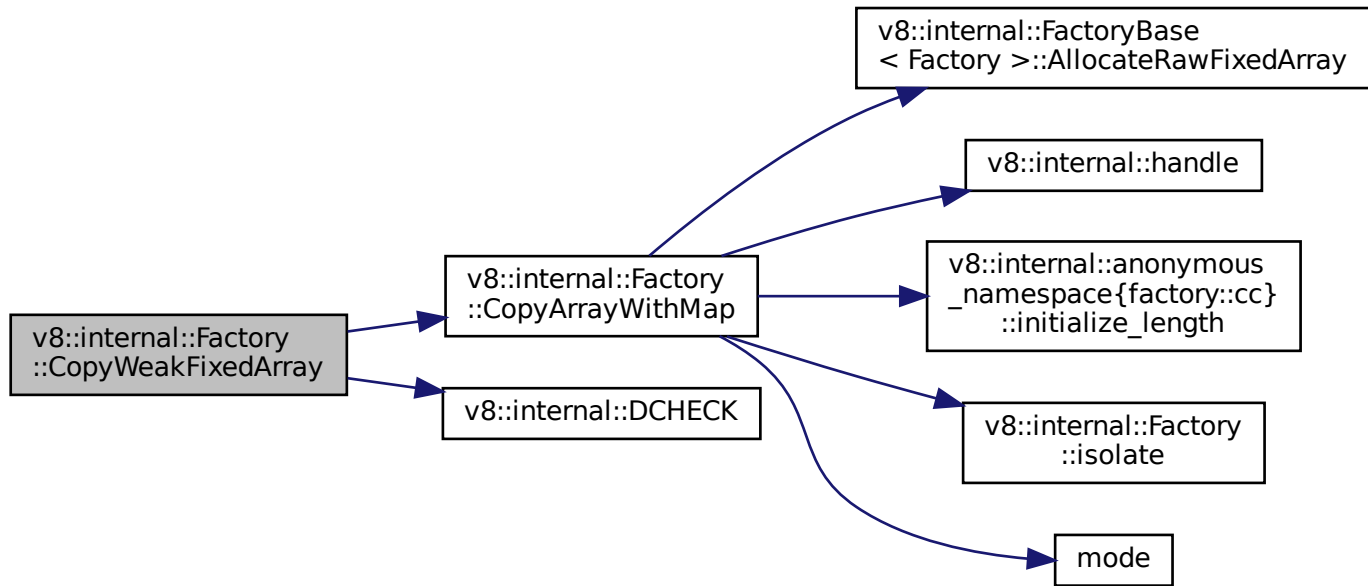 v8::internal::FactoryBase
< Factory >::AllocateRawFixedArray
v8::internal::handle
v8::internal::Factory
::CopyArrayWithMap
v8::internal::anonymous
_namespace{factory::cc}
::initialize_length
v8::internal::Factory
::CopyWeakFixedArray
v8::internal::DCHECK
v8::internal::Factory
::isolate
mode